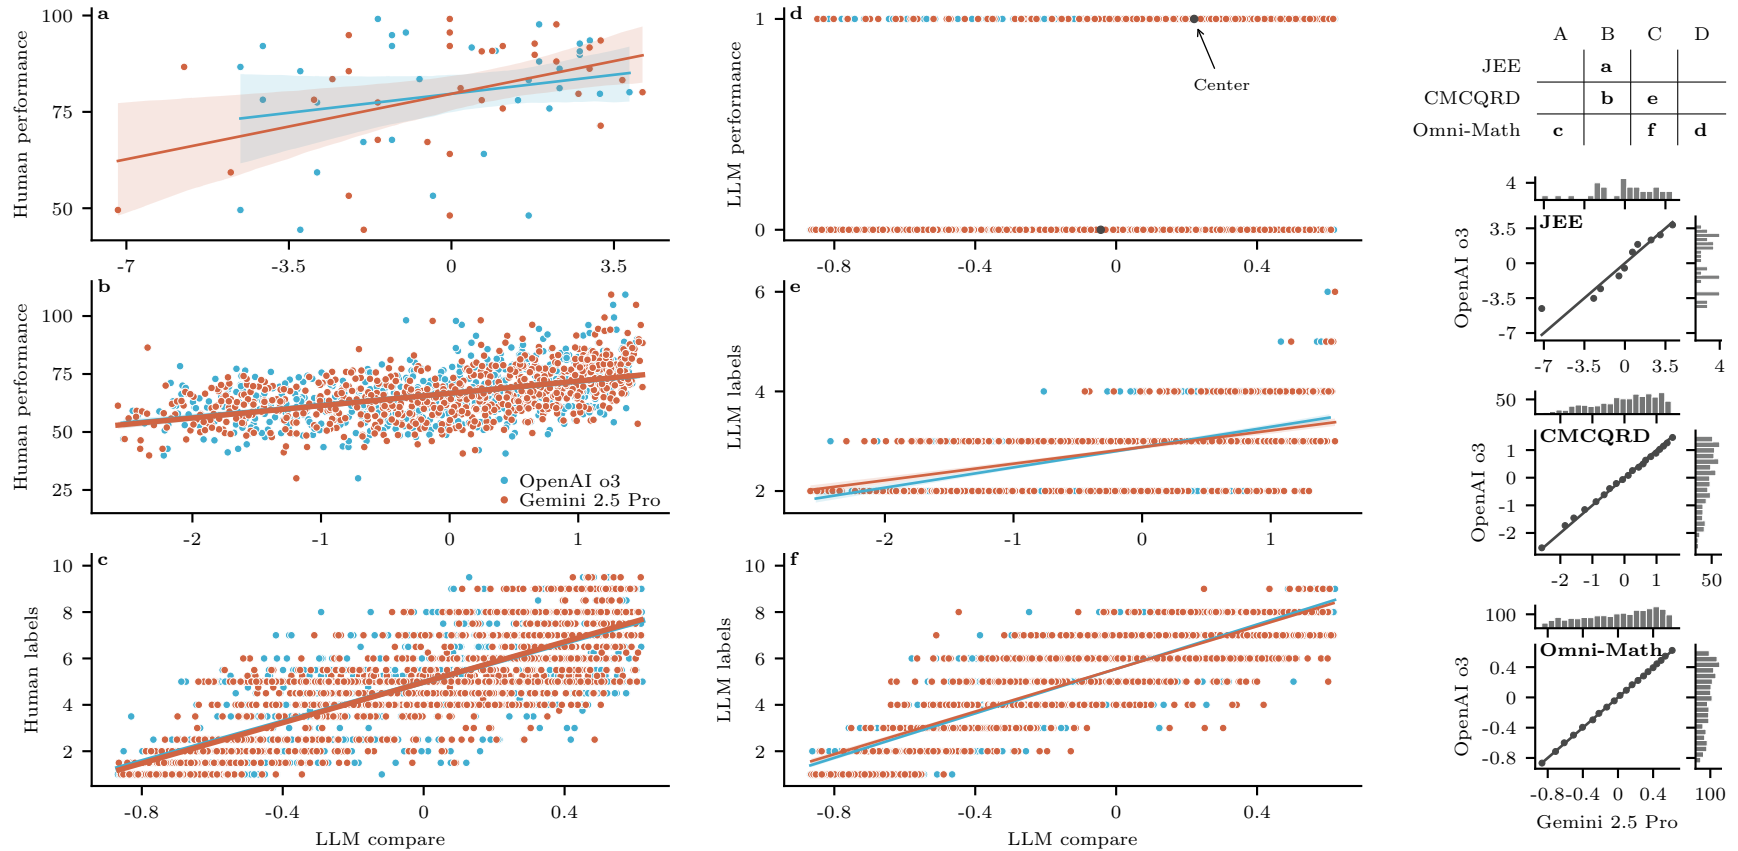 a
Human performance
100
75
50
-7
-3.5
0
3.5
b
Human performance
100
75
50
25
OpenAI o3
Gemini 2.5 Pro
-2
-1
0
1
c
Human labels
10
8
6
4
2
-0.8
-0.4
0
0.4
LLM compare
d
LLM performance
1
0
Center
-0.8
-0.4
0
0.4
e
LLM labels
6
4
2
-2
-1
0
1
f
LLM labels
10
8
6
4
2
-0.8
-0.4
0
0.4
LLM compare
A B C D
JEE a
CMCQRD b e
Omni-Math c f d
4
JEE
OpenAI o3
3.5
0
-3.5
-7
-7 -3.5 0 3.5 4
50
CMCQRD
OpenAI o3
1
0
-1
-2
-2 -1 0 1 50
100
Omni-Math
OpenAI o3
0.4
0
-0.4
-0.8
-0.8 -0.4 0 0.4 100
Gemini 2.5 Pro